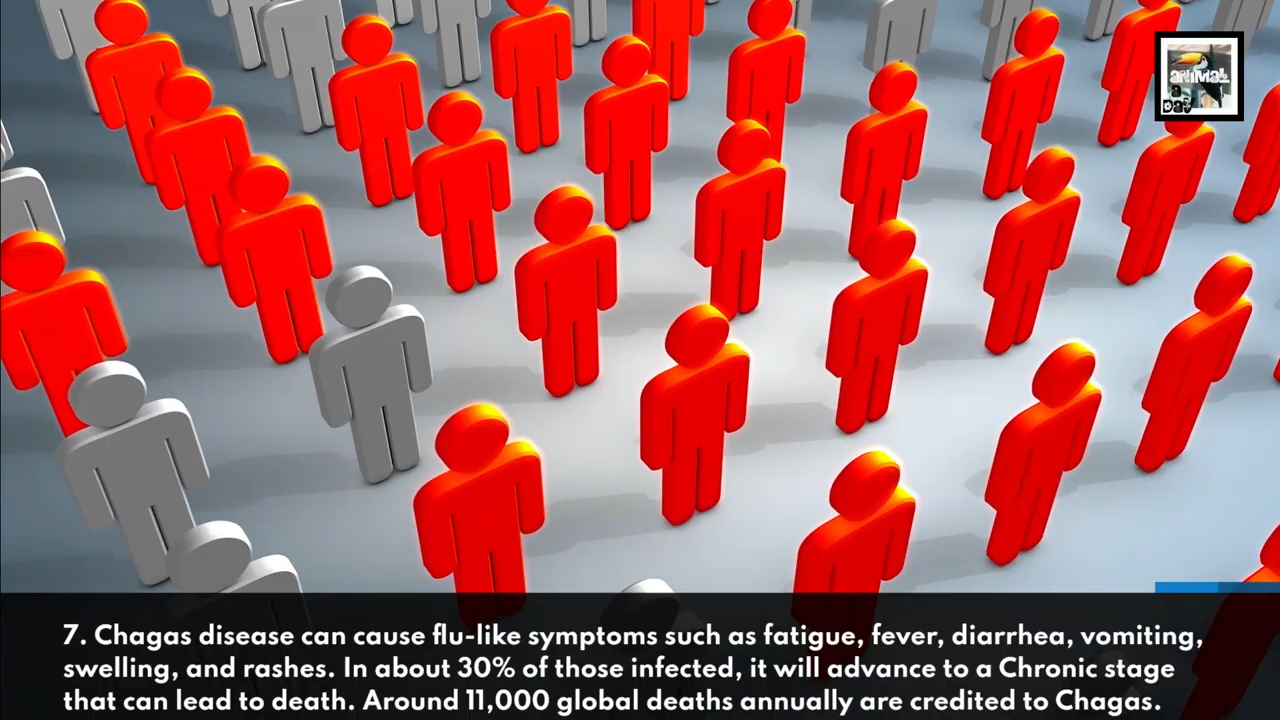 ANIMAL
a
DAY
7. Chagas disease can cause flu-like symptoms such as fatigue, fever, diarrhea, vomiting,
swelling, and rashes. In about 30% of those infected, it will advance to a Chronic stage
that can lead to death. Around 11,000 global deaths annually are credited to Chagas.